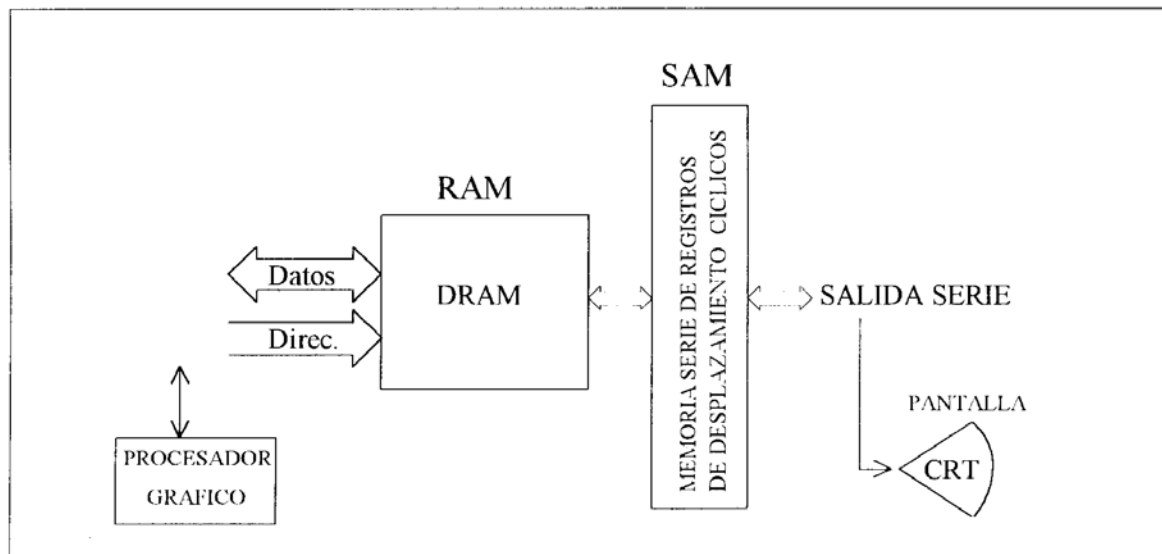 SAM
RAM
MEMORIA SERIE DE REGISTROS
DE DESPLAZAMIENTO CICLICOS
Datos
DRAM
SALIDA SERIE
Direc.
PANTALLA
PROCESADOR
GRAFICO
CRT